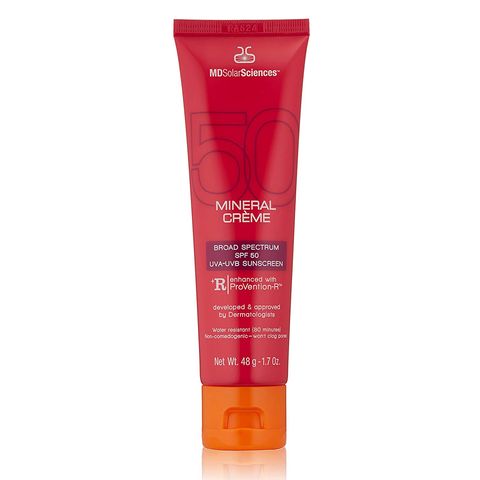 MDSolarSciences™
50
MINERAL
CRÈME
BROAD SPECTRUM
SPF 50
UVA-UVB SUNSCREEN
+R enhanced with
ProVention-R™
developed & approved
by Dermatologists
Water resistant (80 minutes)
Non-comedogenic - won't clog pores
Net Wt. 48 g - 1.7 Oz.